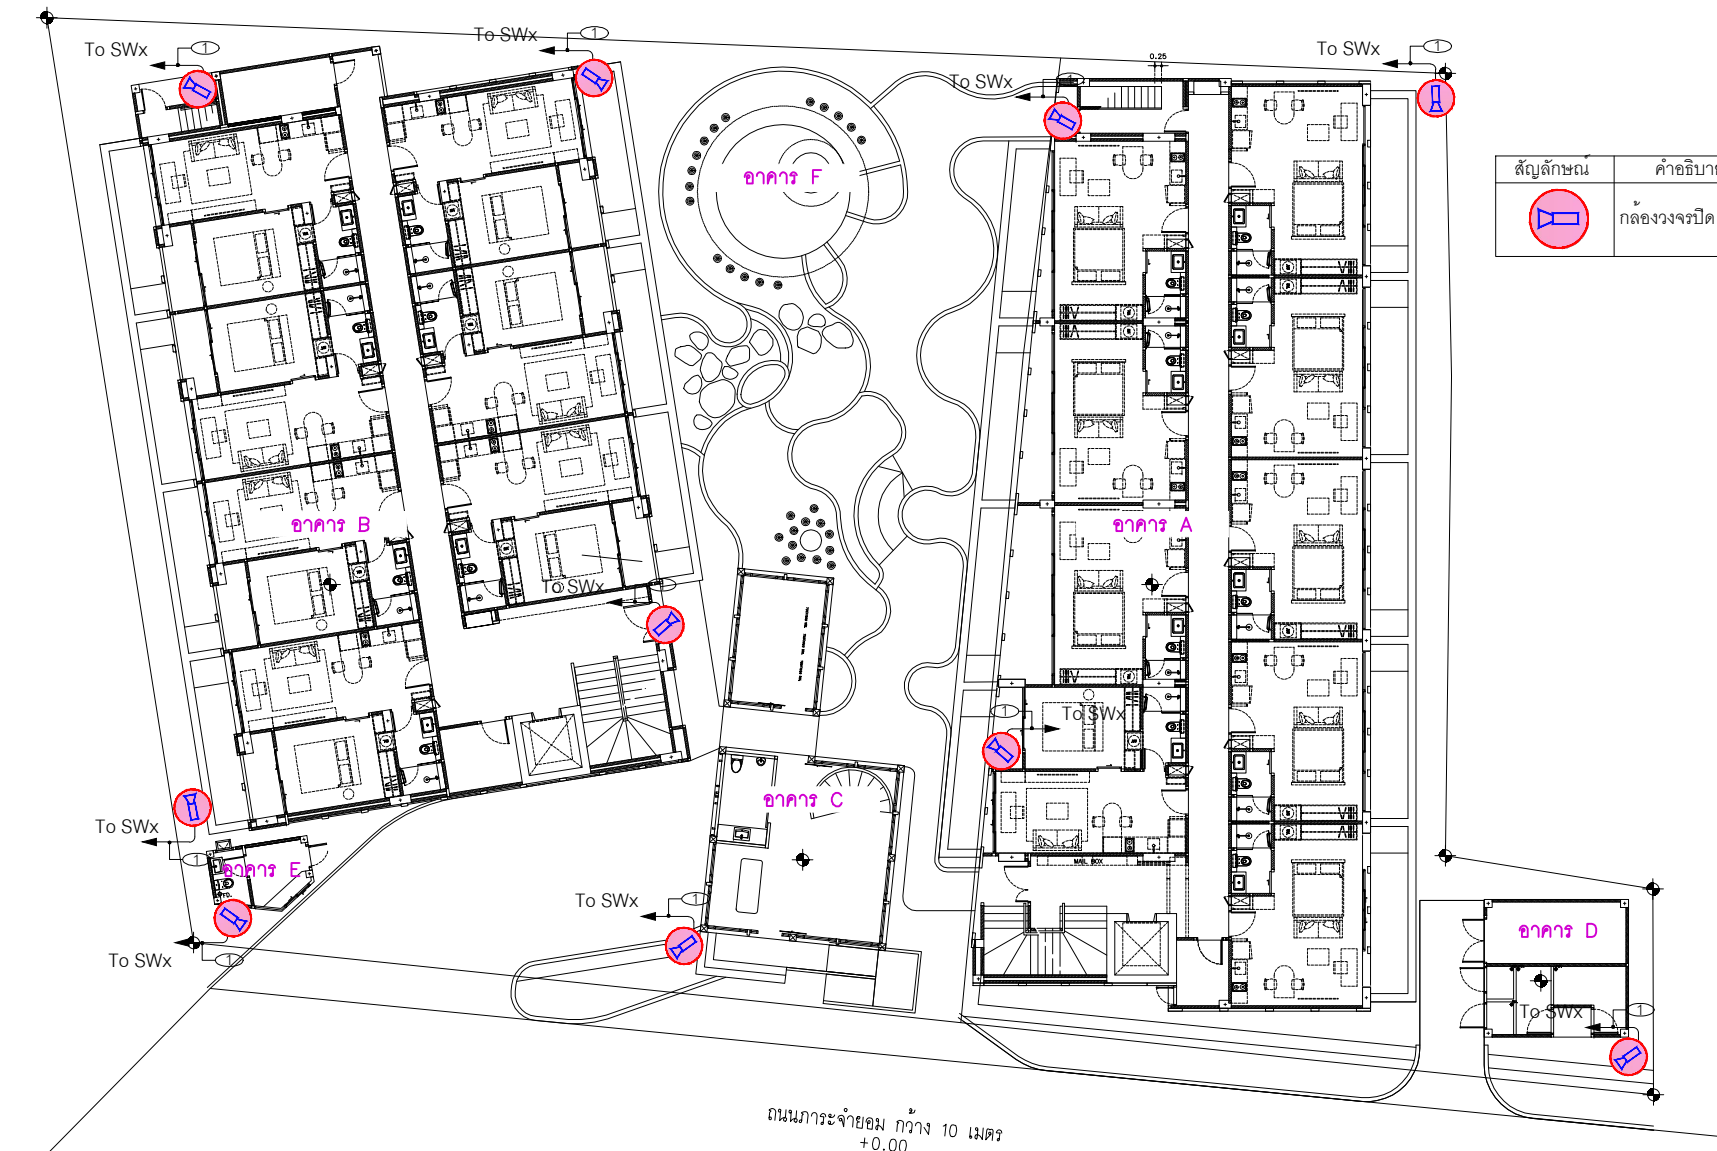 To SWx
1
To SWx
1
To SWx
1
To SWx
1
0.25
สัญลักษณ์
คำอธิบาย
กล้องวงจรปิด
อาคาร F
อาคาร B
อาคาร A
To SWx
1
1
To SWx
อาคาร C
MAIL BOX
To SWx
1
อาคาร E
To SWx
1
To SWx
1
อาคาร D
To SWx
1
ถนนภาระจำยอม กว้าง 10 เมตร
+0.00